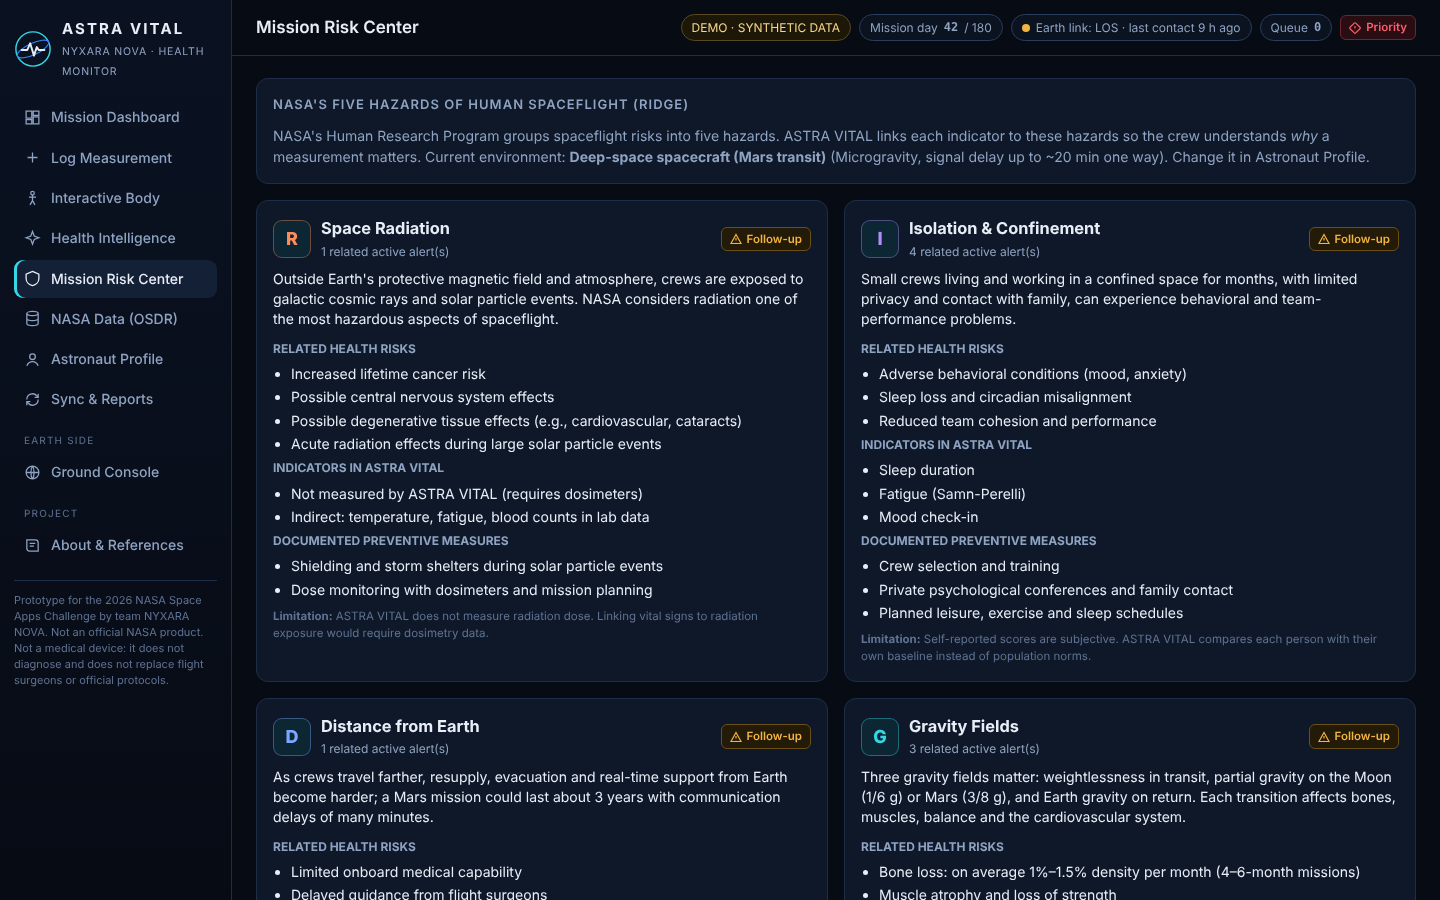 ASTRA VITAL
NYXARA NOVA · HEALTH
MONITOR
Mission Dashboard
Log Measurement
Interactive Body
Health Intelligence
Mission Risk Center
NASA Data (OSDR)
Astronaut Profile
Sync & Reports
EARTH SIDE
Ground Console
PROJECT
About & References
Prototype for the 2026 NASA Space
Apps Challenge by team NYXARA
NOVA. Not an official NASA product.
Not a medical device: it does not
diagnose and does not replace flight
surgeons or official protocols.
Mission Risk Center
DEMO · SYNTHETIC DATA
Mission day 42 / 180
Earth link: LOS · last contact 9 h ago
Queue 0
Priority
NASA'S FIVE HAZARDS OF HUMAN SPACEFLIGHT (RIDGE)
NASA's Human Research Program groups spaceflight risks into five hazards. ASTRA VITAL links each indicator to these hazards so the crew understands why a
measurement matters. Current environment: Deep-space spacecraft (Mars transit) (Microgravity, signal delay up to ~20 min one way). Change it in Astronaut Profile.
R
Space Radiation
1 related active alert(s)
Follow-up
Outside Earth's protective magnetic field and atmosphere, crews are exposed to
galactic cosmic rays and solar particle events. NASA considers radiation one of
the most hazardous aspects of spaceflight.
RELATED HEALTH RISKS
• Increased lifetime cancer risk
• Possible central nervous system effects
• Possible degenerative tissue effects (e.g., cardiovascular, cataracts)
• Acute radiation effects during large solar particle events
INDICATORS IN ASTRA VITAL
• Not measured by ASTRA VITAL (requires dosimeters)
• Indirect: temperature, fatigue, blood counts in lab data
DOCUMENTED PREVENTIVE MEASURES
• Shielding and storm shelters during solar particle events
• Dose monitoring with dosimeters and mission planning
Limitation: ASTRA VITAL does not measure radiation dose. Linking vital signs to radiation
exposure would require dosimetry data.
I
Isolation & Confinement
4 related active alert(s)
Follow-up
Small crews living and working in a confined space for months, with limited
privacy and contact with family, can experience behavioral and team-
performance problems.
RELATED HEALTH RISKS
• Adverse behavioral conditions (mood, anxiety)
• Sleep loss and circadian misalignment
• Reduced team cohesion and performance
INDICATORS IN ASTRA VITAL
• Sleep duration
• Fatigue (Samn-Perelli)
• Mood check-in
DOCUMENTED PREVENTIVE MEASURES
• Crew selection and training
• Private psychological conferences and family contact
• Planned leisure, exercise and sleep schedules
Limitation: Self-reported scores are subjective. ASTRA VITAL compares each person with their
own baseline instead of population norms.
D
Distance from Earth
1 related active alert(s)
Follow-up
As crews travel farther, resupply, evacuation and real-time support from Earth
become harder; a Mars mission could last about 3 years with communication
delays of many minutes.
RELATED HEALTH RISKS
• Limited onboard medical capability
• Delayed guidance from flight surgeons
G
Gravity Fields
3 related active alert(s)
Follow-up
Three gravity fields matter: weightlessness in transit, partial gravity on the Moon
(1/6 g) or Mars (3/8 g), and Earth gravity on return. Each transition affects bones,
muscles, balance and the cardiovascular system.
RELATED HEALTH RISKS
• Bone loss: on average 1%–1.5% density per month (4–6-month missions)
• Muscle atrophy and loss of strength